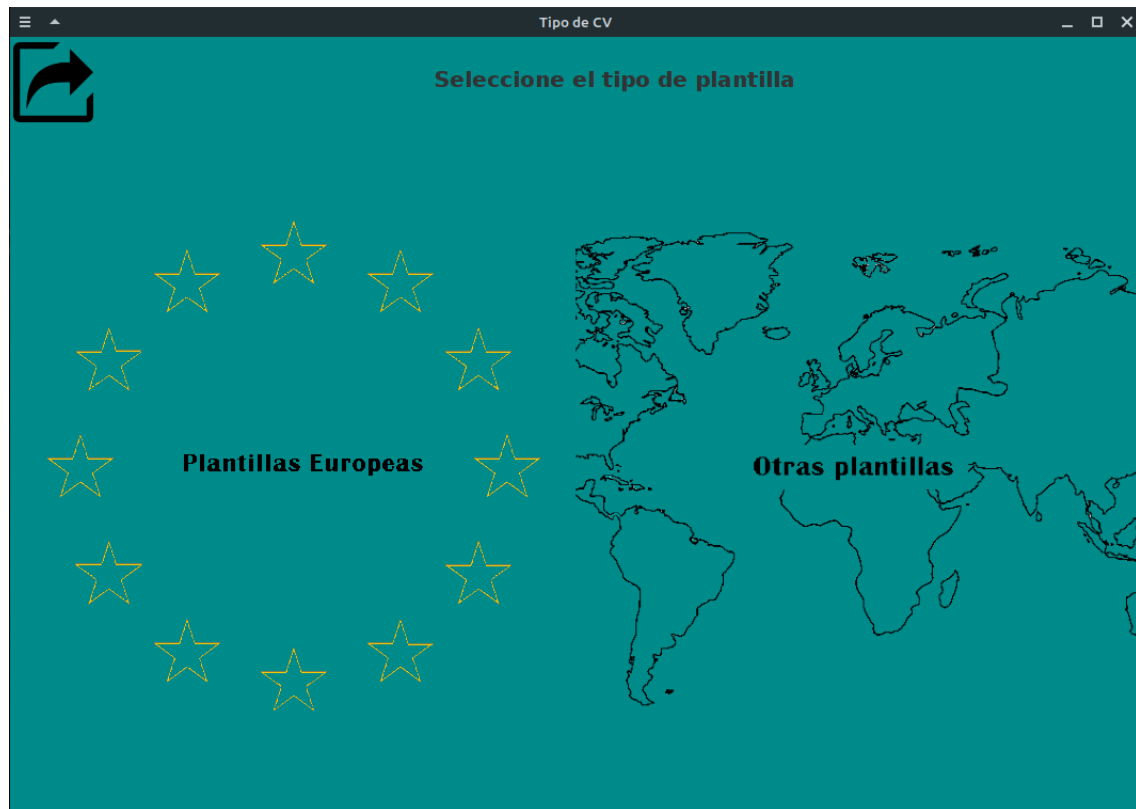 Tipo de CV
Seleccione el tipo de plantilla
Plantillas Europeas
Otras plantillas